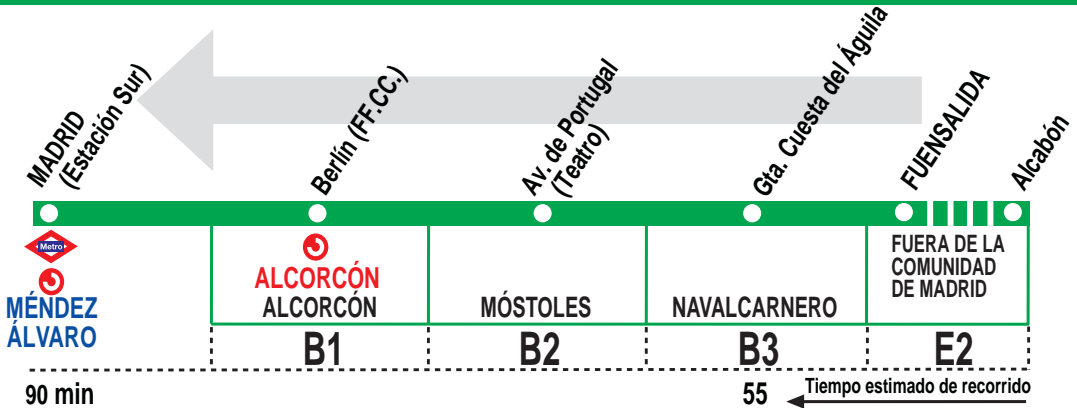 MADRID
(Estación Sur)
Berlín (FF.CC.)
Av. de Portugal
(Teatro)
Gta. Cuesta del Águila
FUENSALIDA
Alcabón
Metro
MÉNDEZ
ÁLVARO
ALCORCÓN
ALCORCÓN
MÓSTOLES
NAVALCARNERO
FUERA DE LA
COMUNIDAD
DE MADRID
B1
B2
B3
E2
90 min
55
Tiempo estimado de recorrido